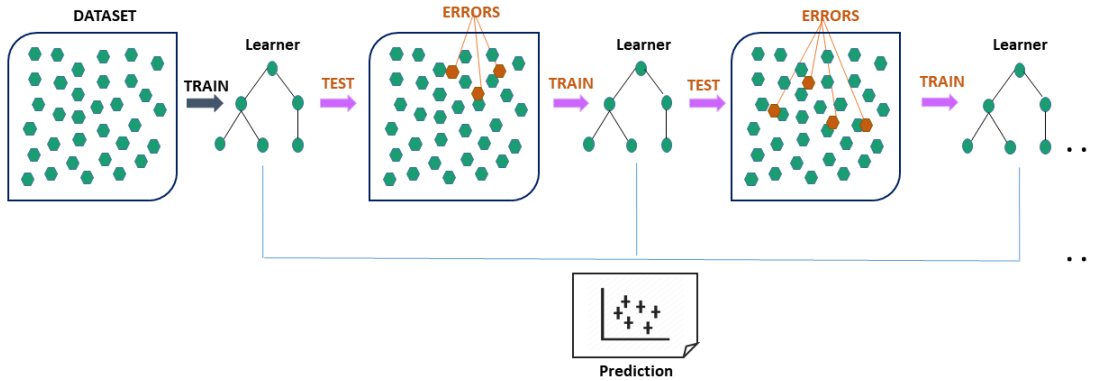 DATASET
ERRORS
ERRORS
Learner
Learner
Learner
TRAIN
TEST
TRAIN
TEST
TRAIN
. .
. .
Prediction